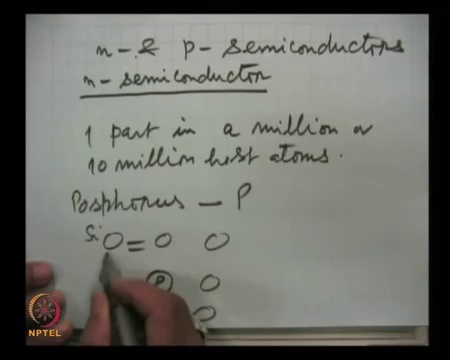 n- & p- semiconductors
n- semiconductor
1 part in a million or
10 million host atoms.
Posphorus — P
Si
P
NPTEL